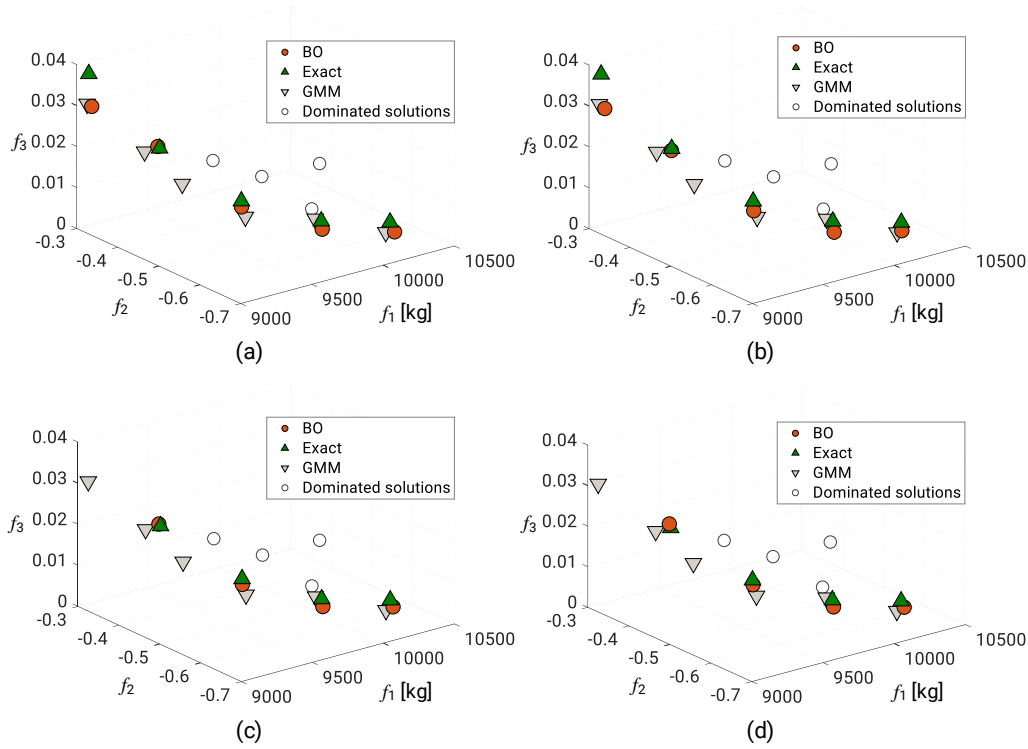 BO
Exact
GMM
Dominated solutions
0.04
0.03
0.02
0.01
0
f3
-0.3
-0.4
-0.5
-0.6
-0.7
f2
9000
9500
10000
10500
f1 [kg]
(a)
BO
Exact
GMM
Dominated solutions
0.04
0.03
0.02
0.01
0
f3
-0.3
-0.4
-0.5
-0.6
-0.7
f2
9000
9500
10000
10500
f1 [kg]
(b)
BO
Exact
GMM
Dominated solutions
0.04
0.03
0.02
0.01
0
f3
-0.3
-0.4
-0.5
-0.6
-0.7
f2
9000
9500
10000
10500
f1 [kg]
(c)
BO
Exact
GMM
Dominated solutions
0.04
0.03
0.02
0.01
0
f3
-0.3
-0.4
-0.5
-0.6
-0.7
f2
9000
9500
10000
10500
f1 [kg]
(d)